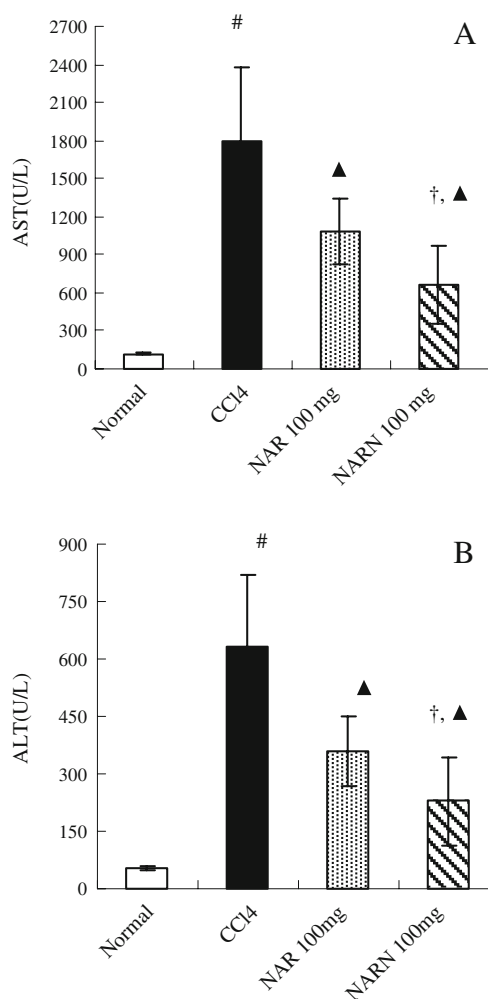 A
#
▲
†, ▲
AST(U/L)
2700
2400
2100
1800
1500
1200
900
600
300
0
Normal
CCl4
NAR 100 mg
NARN 100 mg
B
#
▲
†, ▲
ALT(U/L)
900
750
600
450
300
150
0
Normal
CCl4
NAR 100mg
NARN 100mg